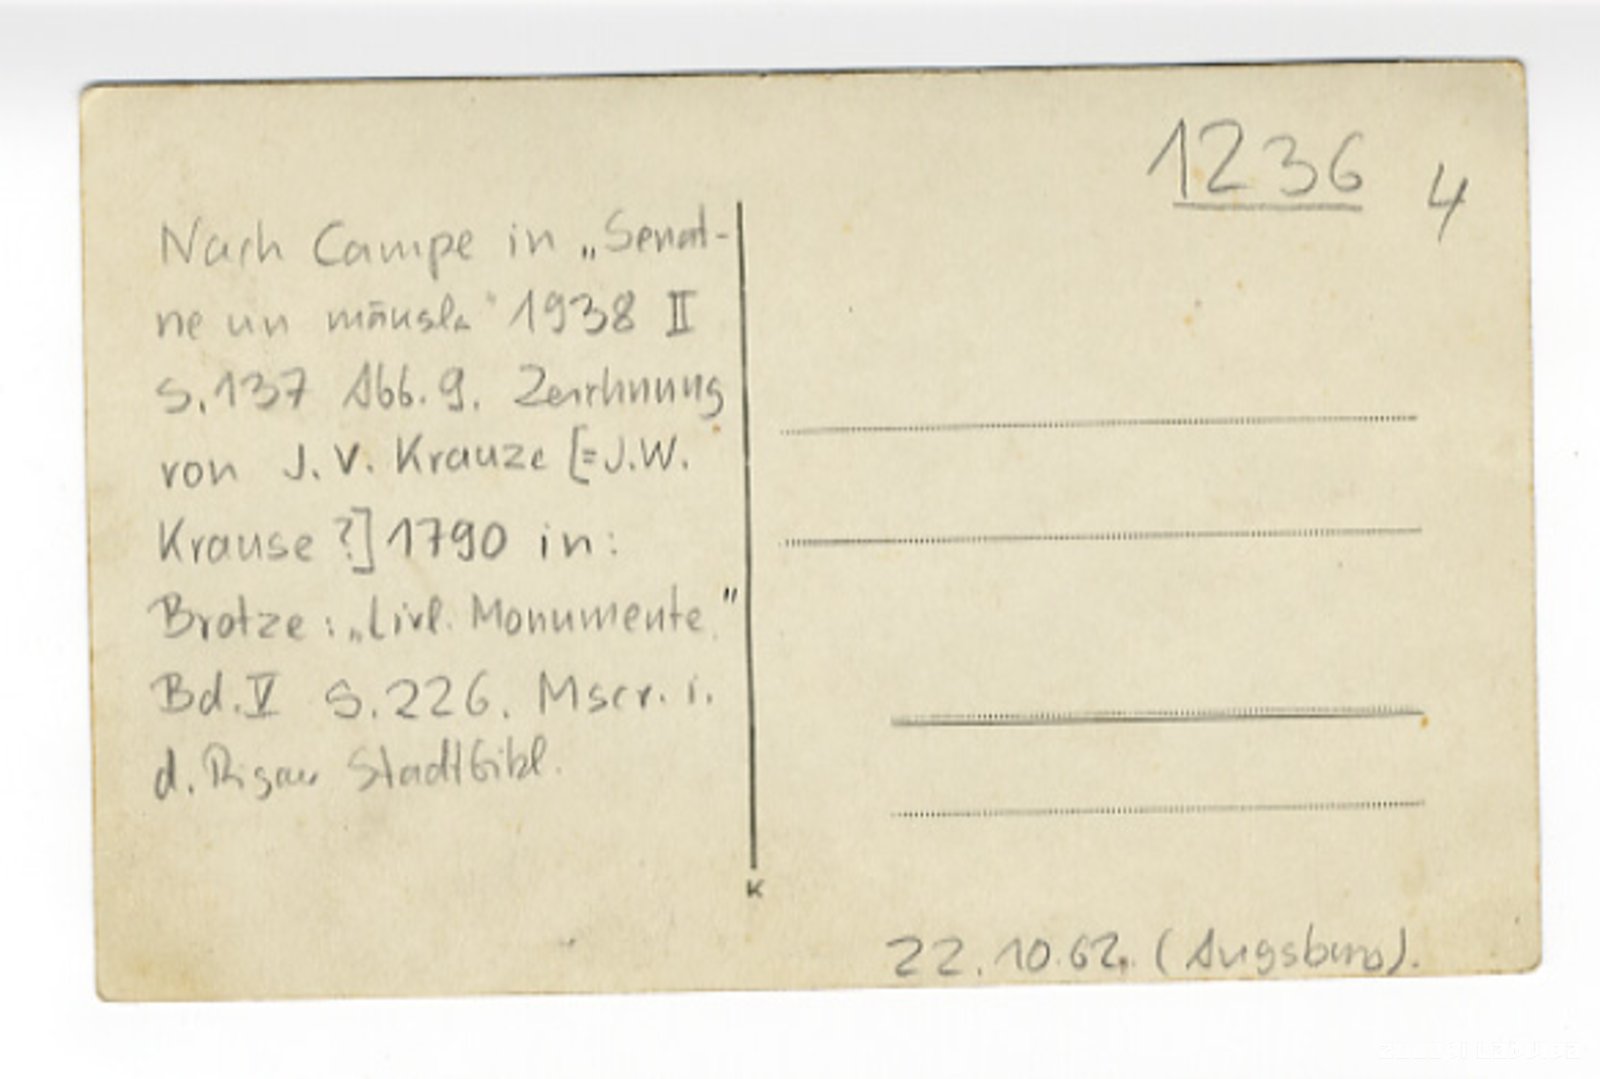 1236 4
Nach Campe in „Senat-
ne un māksla" 1938 II
S.137 Abb.9. Zeichnung
von J.V. Krauze [=J.W.
Krause ?] 1790 in:
Brotze: „Livl. Monumente."
Bd.V S.226. Mscr. i.
d. Rigaer Stadtbibl.
K
22.10.62. (Augsburg).